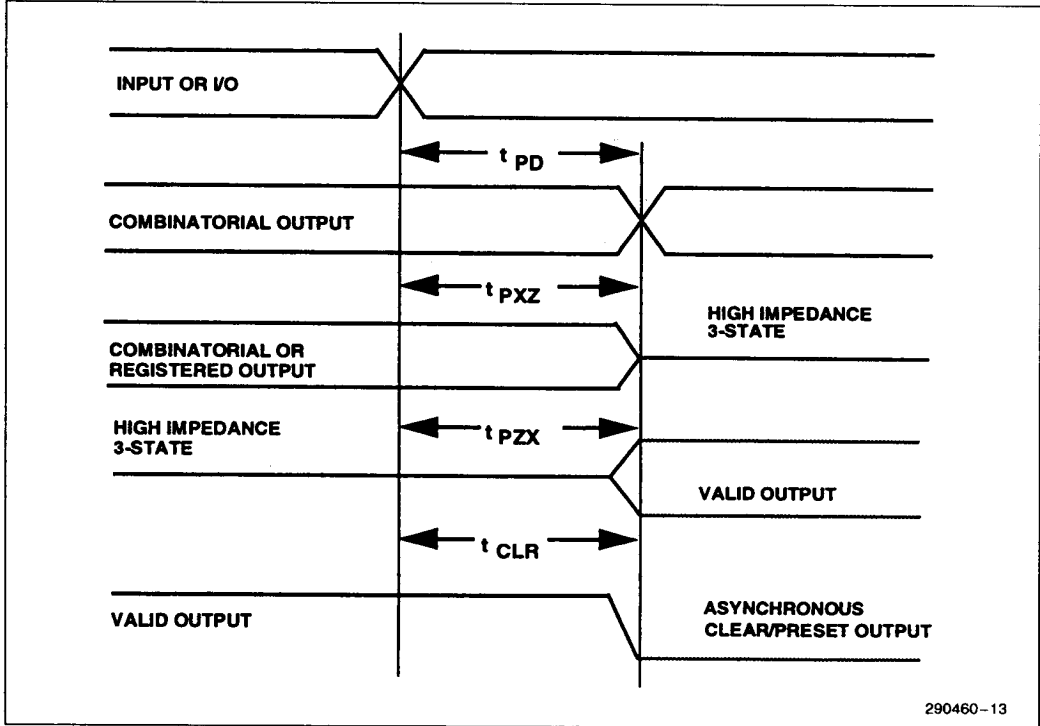 INPUT OR I/O
t PD
COMBINATORIAL OUTPUT
t PXZ
HIGH IMPEDANCE
3-STATE
COMBINATORIAL OR
REGISTERED OUTPUT
HIGH IMPEDANCE
3-STATE
t PZX
VALID OUTPUT
t CLR
VALID OUTPUT
ASYNCHRONOUS
CLEAR/PRESET OUTPUT
290460-13